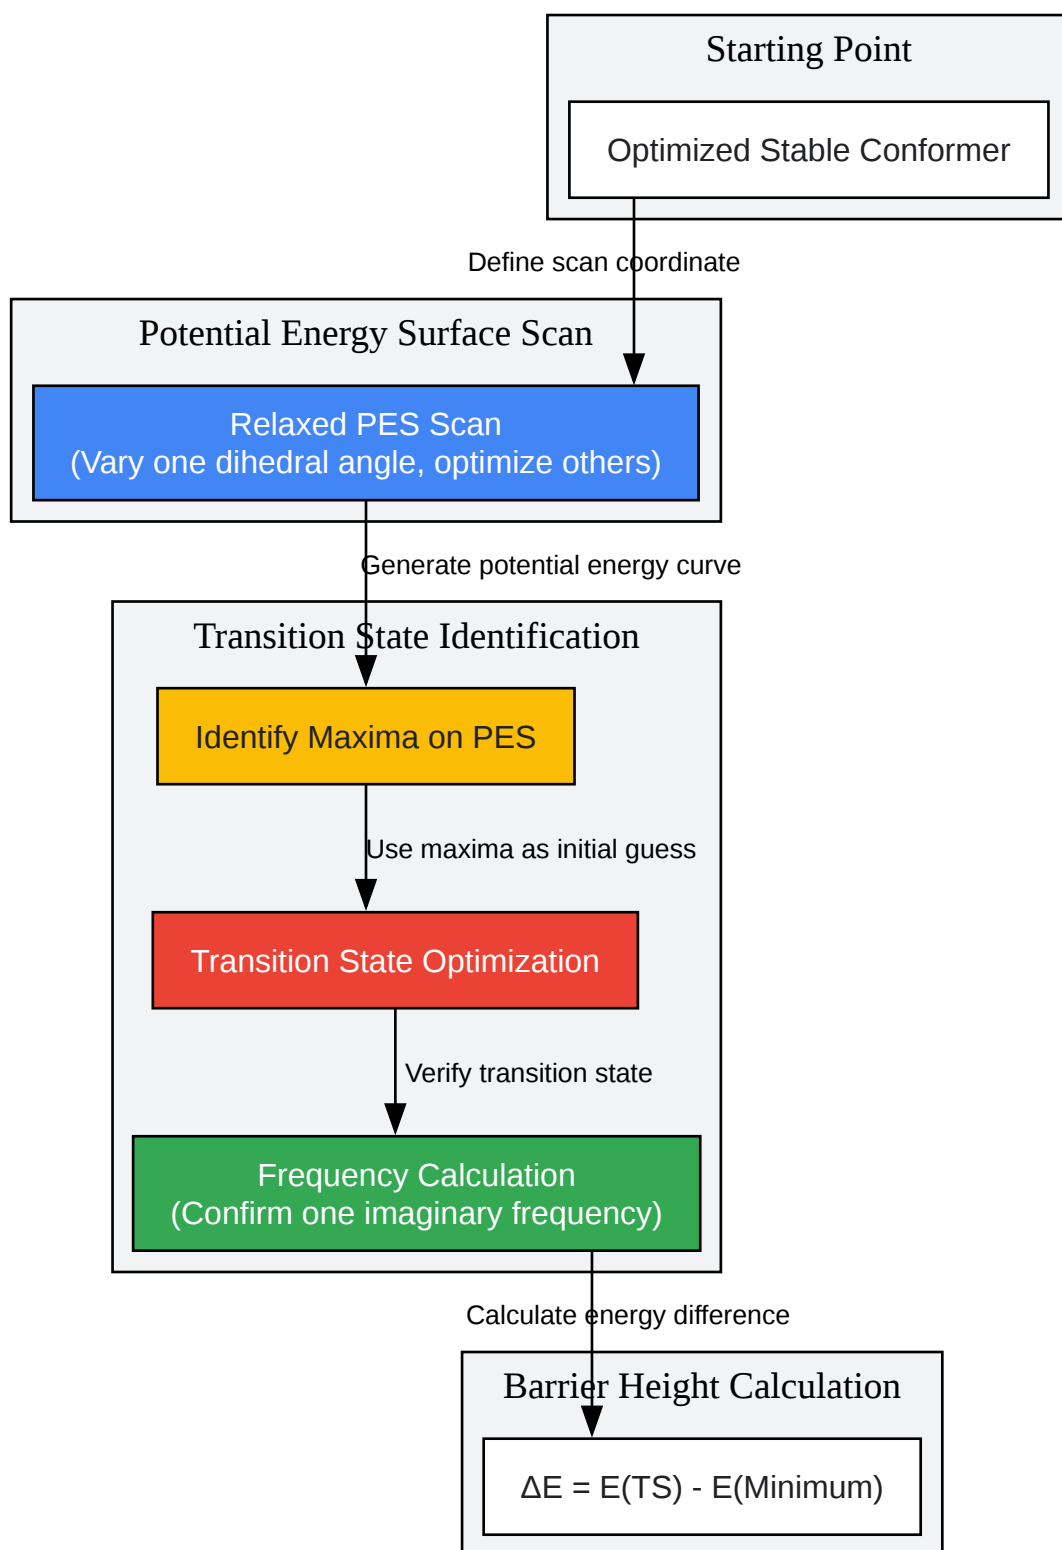 Starting Point
Optimized Stable Conformer
Define scan coordinate
Potential Energy Surface Scan
Relaxed PES Scan
(Vary one dihedral angle, optimize others)
Generate potential energy curve
Transition State Identification
Identify Maxima on PES
Use maxima as initial guess
Transition State Optimization
Verify transition state
Frequency Calculation
(Confirm one imaginary frequency)
Calculate energy difference
Barrier Height Calculation
ΔE = E(TS) - E(Minimum)